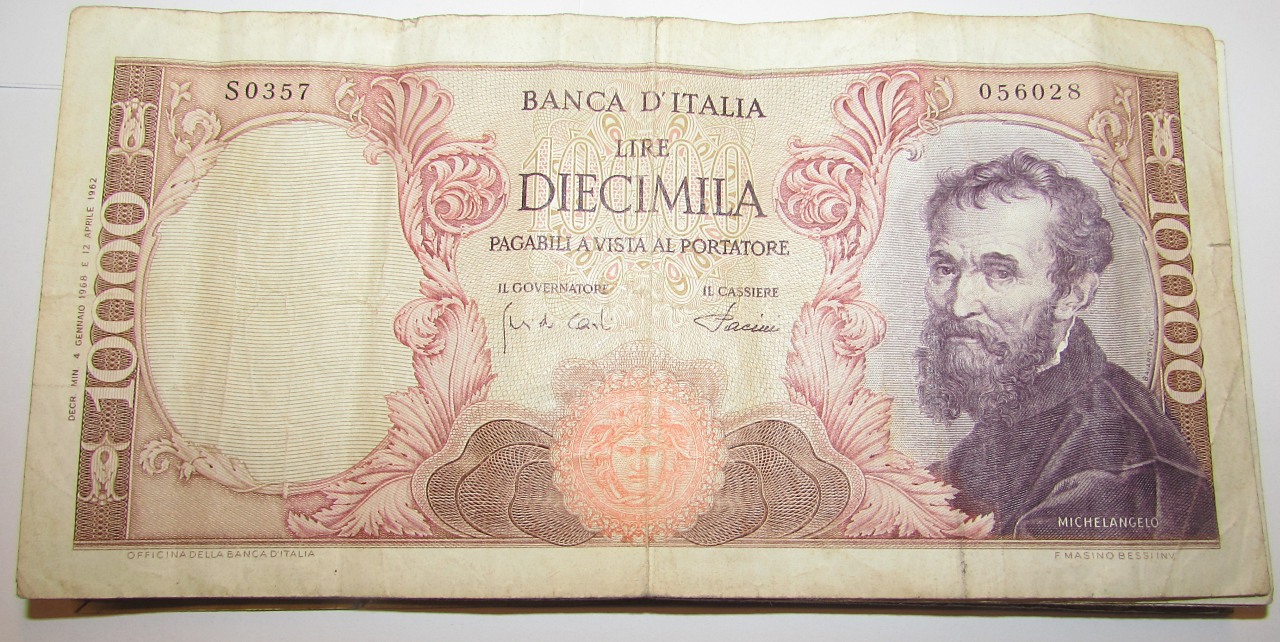 S0357
056028
BANCA D'ITALIA
LIRE
10000
DIECIMILA
PAGABILI A VISTA AL PORTATORE
IL GOVERNATORE
IL CASSIERE
10000
10000
DECR. MIN. 4 GENNAIO 1968 E 12 APRILE 1962
MICHELANGELO
OFFICINA DELLA BANCA D'ITALIA
F. MASINO BESSI INV.